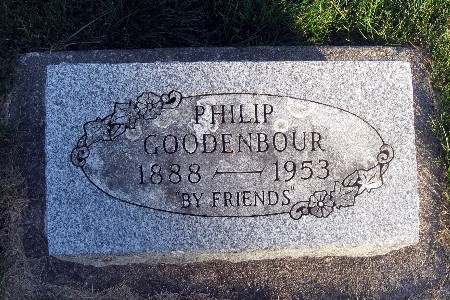 PHILIP
GOODENBOUR
1888 — 1953
"BY FRIENDS"